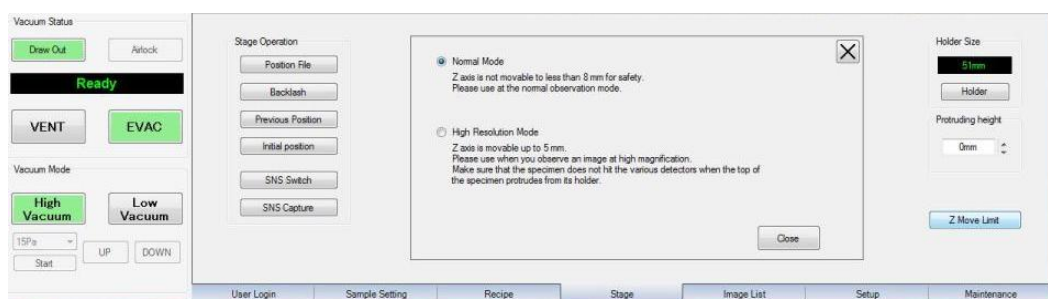 Vacuum Status
Draw Out
Airlock
Ready
VENT
EVAC
Vacuum Mode
High
Vacuum
Low
Vacuum
15Pa
Start
UP
DOWN
Stage Operation
Position File
Backlash
Previous Position
Initial position
SNS Switch
SNS Capture
Normal Mode
Z axis is not movable to less than 8 mm for safety.
Please use at the normal observation mode.
High Resolution Mode
Z axis is movable up to 5 mm.
Please use when you observe an image at high magnification.
Make sure that the specimen does not hit the various detectors when the top of
the specimen protrudes from its holder.
Close
Holder Size
51mm
Holder
Protruding height
0mm
Z Move Limit
User Login
Sample Setting
Recipe
Stage
Image List
Setup
Maintenance